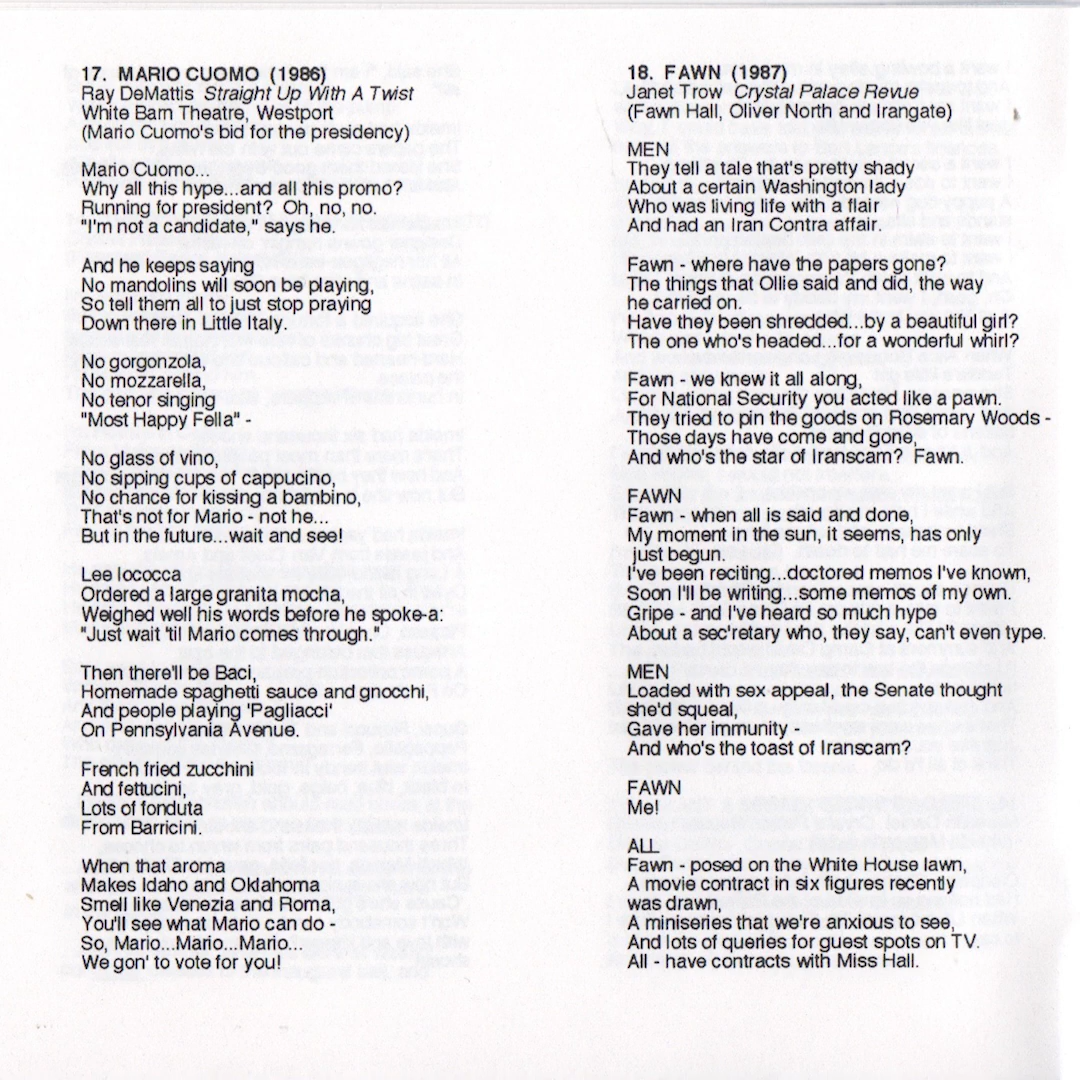 17. MARIO CUOMO (1986)
Ray DeMattis Straight Up With A Twist
White Barn Theatre, Westport
(Mario Cuomo's bid for the presidency)
Mario Cuomo...
Why all this hype...and all this promo?
Running for president? Oh, no, no.
"I'm not a candidate," says he.
And he keeps saying
No mandolins will soon be playing,
So tell them all to just stop praying
Down there in Little Italy.
No gorgonzola,
No mozzarella,
No tenor singing
"Most Happy Fella" -
No glass of vino,
No sipping cups of cappucino,
No chance for kissing a bambino,
That's not for Mario - not he...
But in the future...wait and see!
Lee Iococca
Ordered a large granita mocha,
Weighed well his words before he spoke-a:
"Just wait 'til Mario comes through."
Then there'll be Baci,
Homemade spaghetti sauce and gnocchi,
And people playing 'Pagliacci'
On Pennsylvania Avenue.
French fried zucchini
And fettucini,
Lots of fonduta
From Barricini.
When that aroma
Makes Idaho and Oklahoma
Smell like Venezia and Roma,
You'll see what Mario can do -
So, Mario...Mario...Mario...
We gon' to vote for you!
18. FAWN (1987)
Janet Trow Crystal Palace Revue
(Fawn Hall, Oliver North and Irangate)
MEN
They tell a tale that's pretty shady
About a certain Washington lady
Who was living life with a flair
And had an Iran Contra affair.
Fawn - where have the papers gone?
The things that Ollie said and did, the way
he carried on.
Have they been shredded...by a beautiful girl?
The one who's headed...for a wonderful whirl?
Fawn - we knew it all along,
For National Security you acted like a pawn.
They tried to pin the goods on Rosemary Woods -
Those days have come and gone,
And who's the star of Iranscam? Fawn.
FAWN
Fawn - when all is said and done,
My moment in the sun, it seems, has only
just begun.
I've been reciting...doctored memos I've known,
Soon I'll be writing...some memos of my own.
Gripe - and I've heard so much hype
About a sec'retary who, they say, can't even type.
MEN
Loaded with sex appeal, the Senate thought
she'd squeal,
Gave her immunity -
And who's the toast of Iranscam?
FAWN
Me!
ALL
Fawn - posed on the White House lawn,
A movie contract in six figures recently
was drawn,
A miniseries that we're anxious to see,
And lots of queries for guest spots on TV.
All - have contracts with Miss Hall.